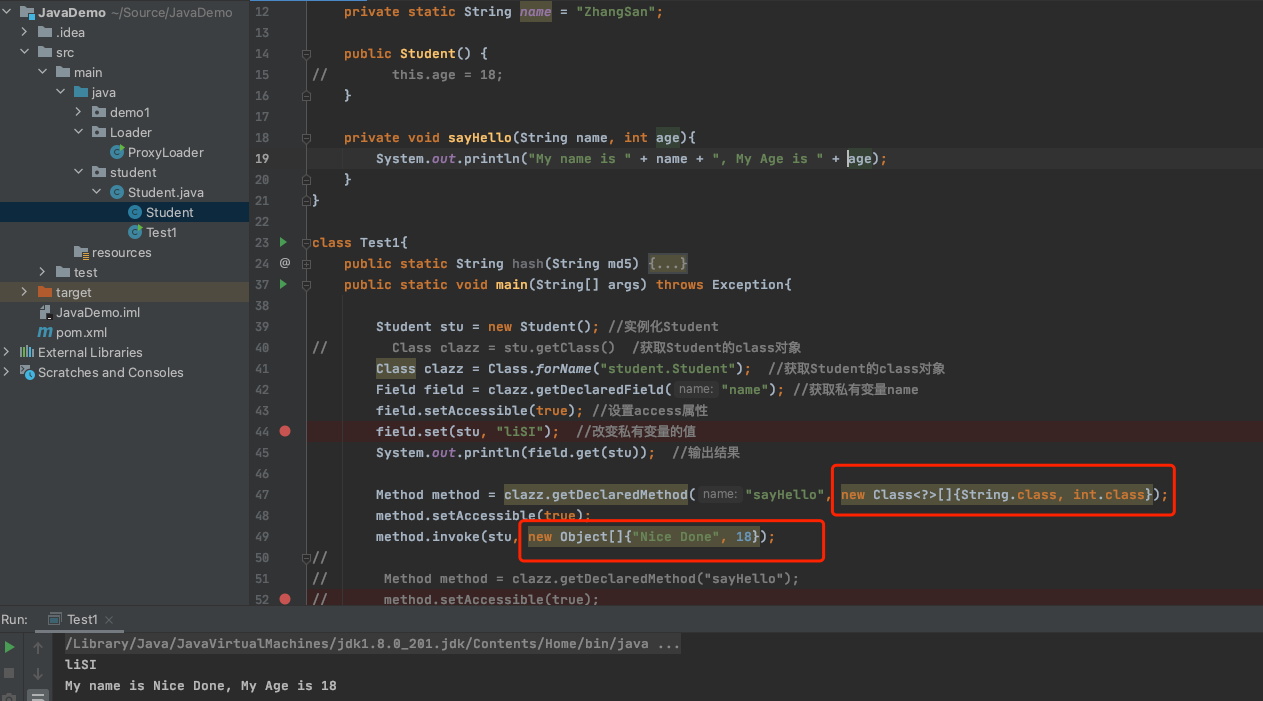 JavaDemo ~/Source/JavaDemo
.idea
src
main
java
demo1
Loader
ProxyLoader
student
Student.java
Student
Test1
resources
test
target
JavaDemo.iml
pom.xml
External Libraries
Scratches and Consoles
12 private static String name = "ZhangSan";
13
14 public Student() {
15 // this.age = 18;
16 }
17
18 private void sayHello(String name, int age){
19 System.out.println("My name is " + name + ", My Age is " + age);
20 }
21 }
22
23 class Test1{
24 @ public static String hash(String md5) {...}
37 public static void main(String[] args) throws Exception{
38
39 Student stu = new Student(); //实例化Student
40 // Class clazz = stu.getClass() /获取Student的class对象
41 Class clazz = Class.forName("student.Student"); //获取Student的class对象
42 Field field = clazz.getDeclaredField( name: "name"); //获取私有变量name
43 field.setAccessible(true); //设置access属性
44 field.set(stu, "liSI"); //改变私有变量的值
45 System.out.println(field.get(stu)); //输出结果
46
47 Method method = clazz.getDeclaredMethod( name: "sayHello", new Class<?>[]{String.class, int.class});
48 method.setAccessible(true);
49 method.invoke(stu, new Object[]{"Nice Done", 18});
50 //
51 // Method method = clazz.getDeclaredMethod("sayHello");
52 // method.setAccessible(true);
Run: Test1
/Library/Java/JavaVirtualMachines/jdk1.8.0_201.jdk/Contents/Home/bin/java ...
liSI
My name is Nice Done, My Age is 18